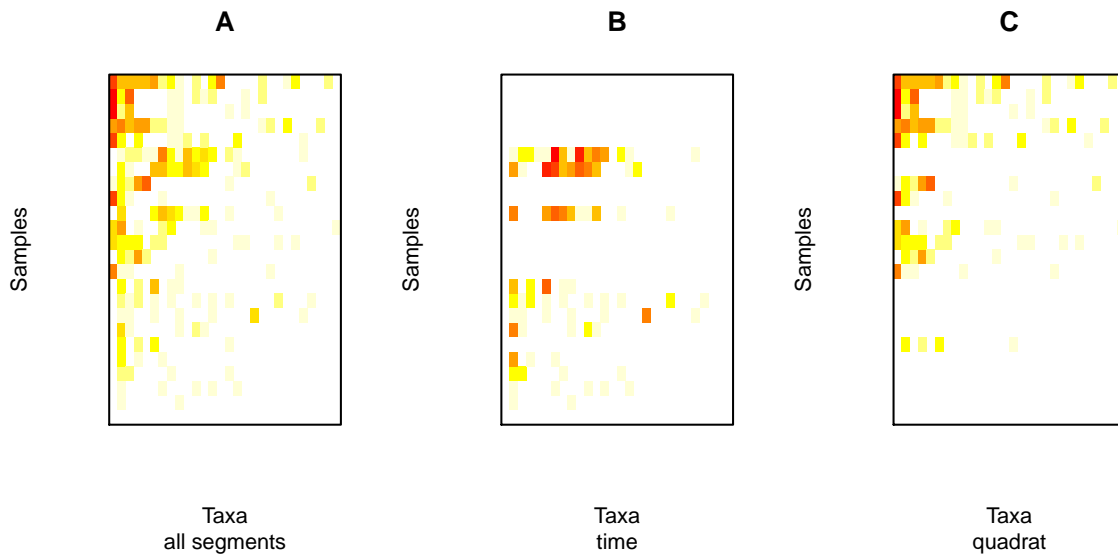 A
B
C
Samples
Samples
Samples
Taxa
all segments
Taxa
time
Taxa
quadrat